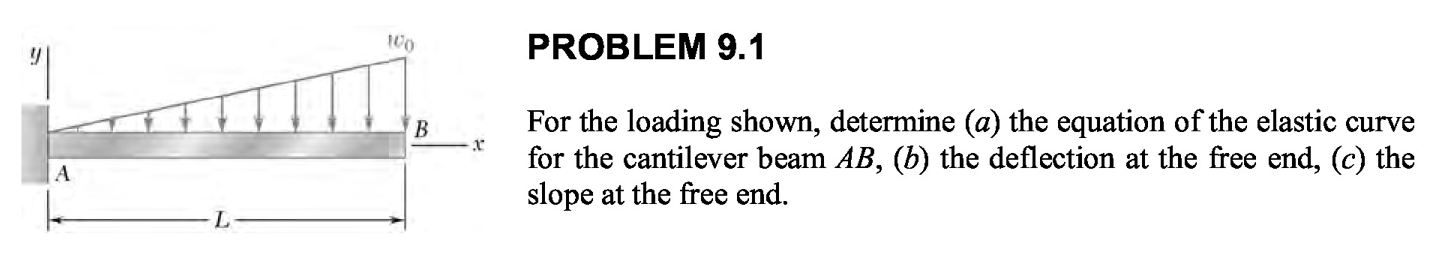 y
w₀
B
x
A
L
PROBLEM 9.1
For the loading shown, determine (a) the equation of the elastic curve
for the cantilever beam AB, (b) the deflection at the free end, (c) the
slope at the free end.